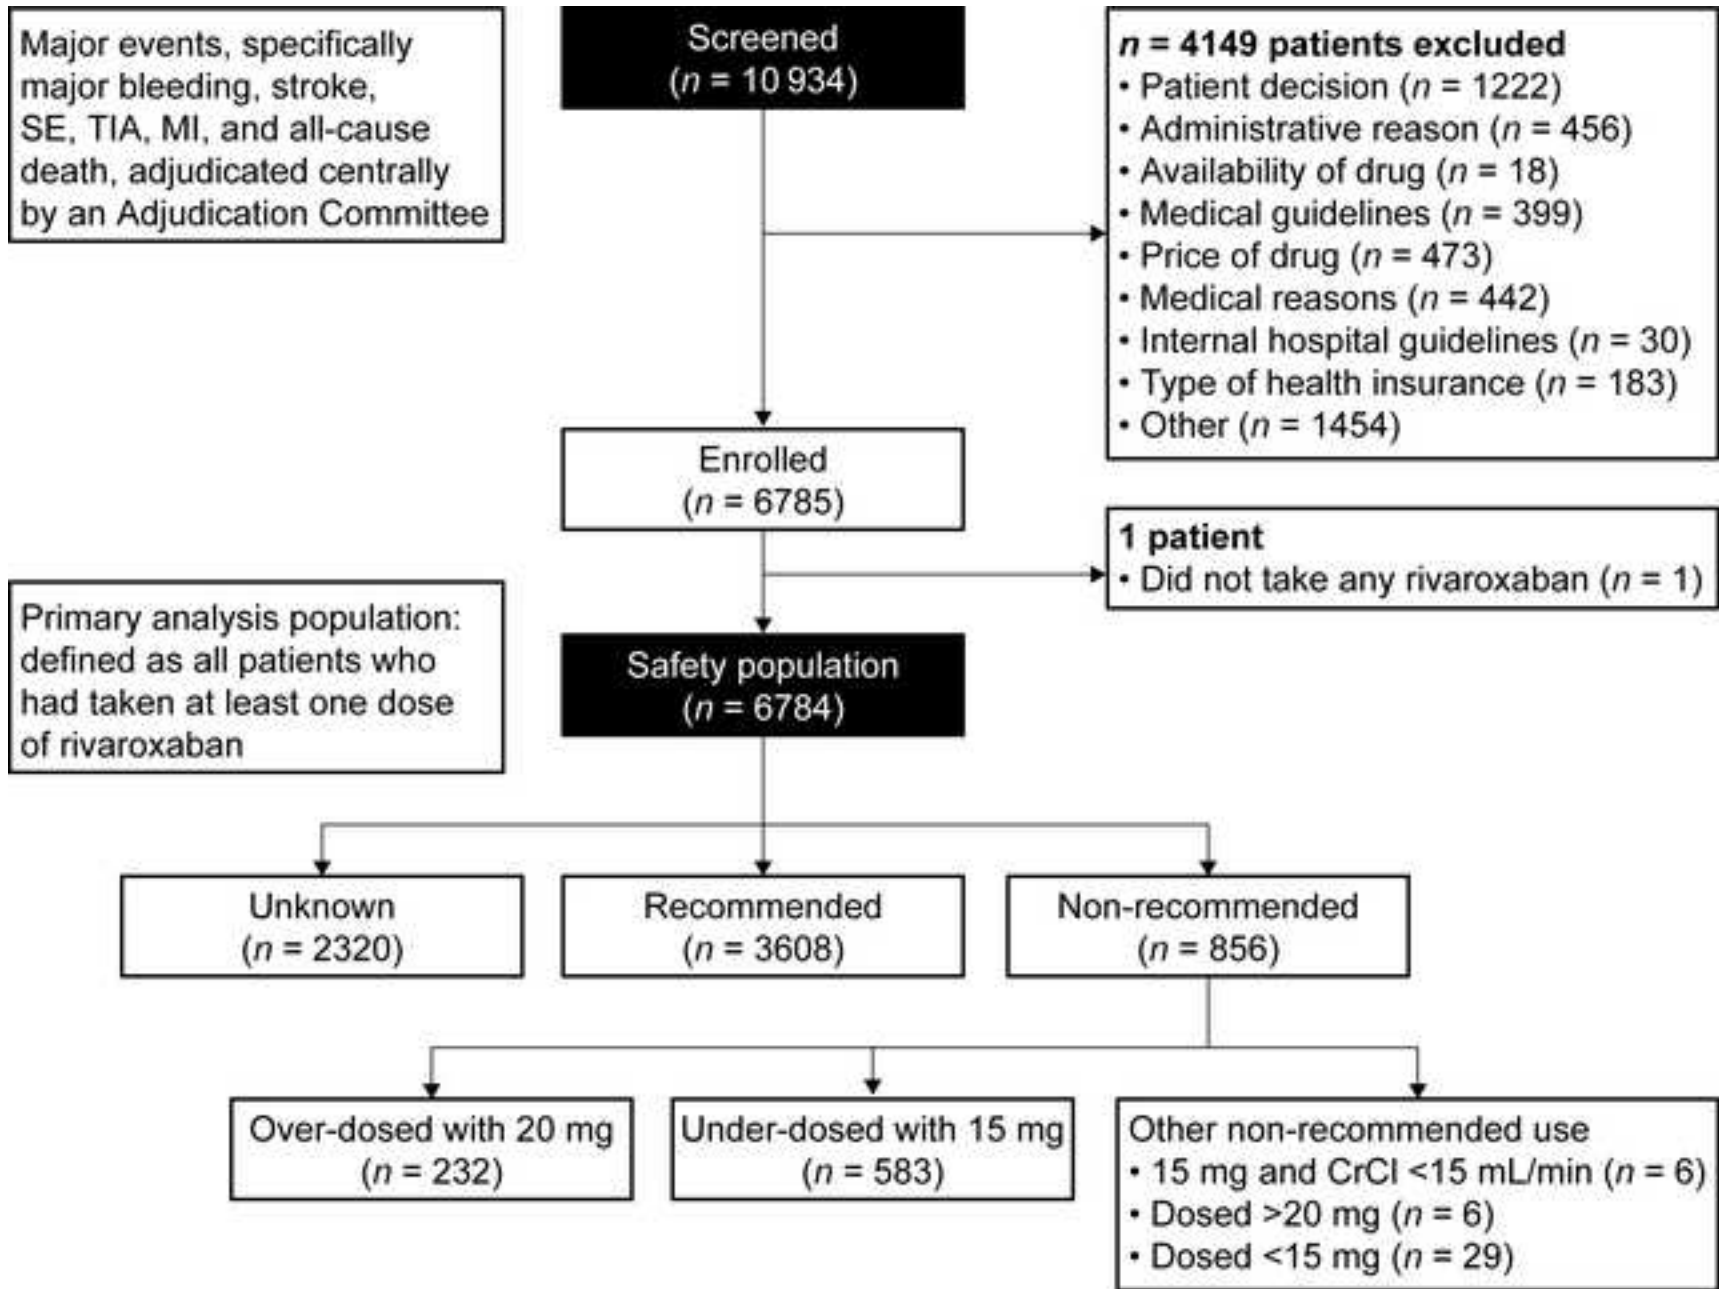 Major events, specifically
major bleeding, stroke,
SE, TIA, MI, and all-cause
death, adjudicated centrally
by an Adjudication Committee
Screened
(n = 10 934)
n = 4149 patients excluded
• Patient decision (n = 1222)
• Administrative reason (n = 456)
• Availability of drug (n = 18)
• Medical guidelines (n = 399)
• Price of drug (n = 473)
• Medical reasons (n = 442)
• Internal hospital guidelines (n = 30)
• Type of health insurance (n = 183)
• Other (n = 1454)
Enrolled
(n = 6785)
1 patient
• Did not take any rivaroxaban (n = 1)
Primary analysis population:
defined as all patients who
had taken at least one dose
of rivaroxaban
Safety population
(n = 6784)
Unknown
(n = 2320)
Recommended
(n = 3608)
Non-recommended
(n = 856)
Over-dosed with 20 mg
(n = 232)
Under-dosed with 15 mg
(n = 583)
Other non-recommended use
• 15 mg and CrCl <15 mL/min (n = 6)
• Dosed >20 mg (n = 6)
• Dosed <15 mg (n = 29)